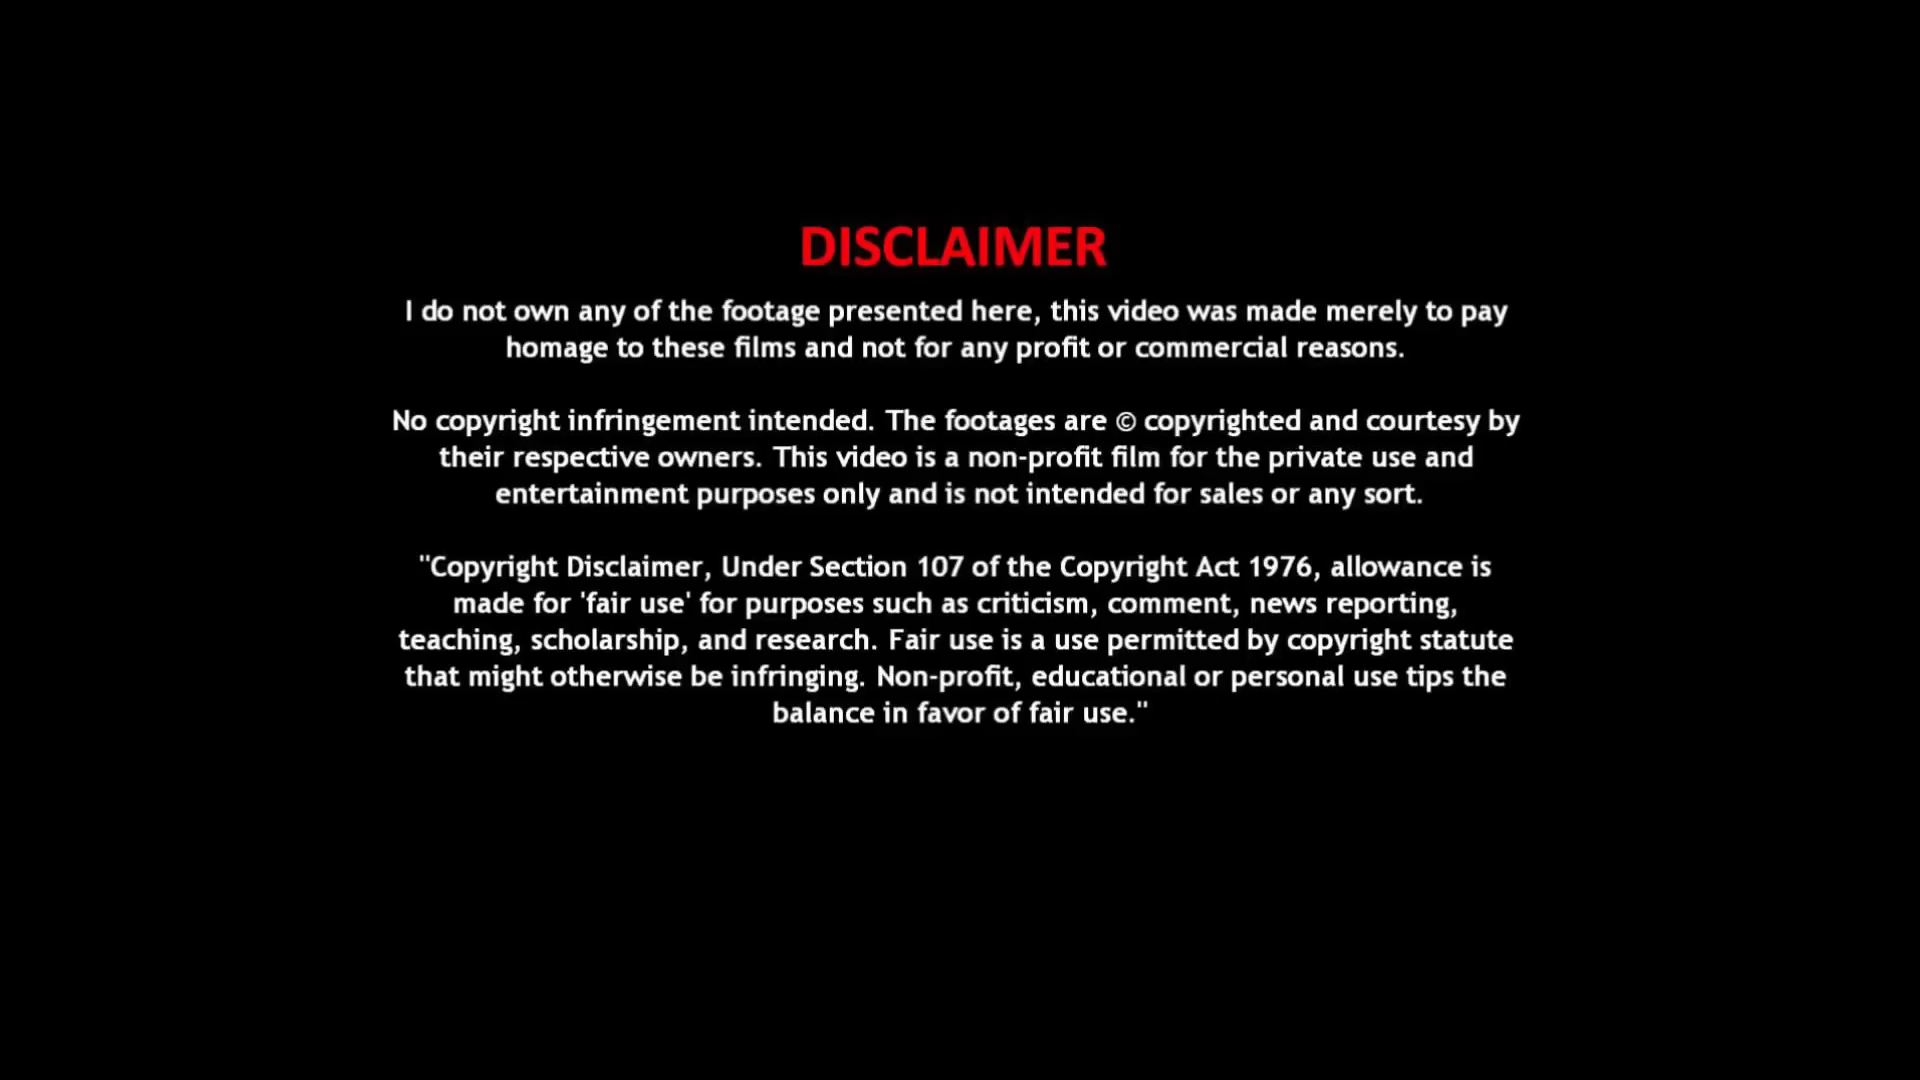 DISCLAIMER
I do not own any of the footage presented here, this video was made merely to pay
homage to these films and not for any profit or commercial reasons.
No copyright infringement intended. The footages are © copyrighted and courtesy by
their respective owners. This video is a non-profit film for the private use and
entertainment purposes only and is not intended for sales or any sort.
"Copyright Disclaimer, Under Section 107 of the Copyright Act 1976, allowance is
made for 'fair use' for purposes such as criticism, comment, news reporting,
teaching, scholarship, and research. Fair use is a use permitted by copyright statute
that might otherwise be infringing. Non-profit, educational or personal use tips the
balance in favor of fair use."